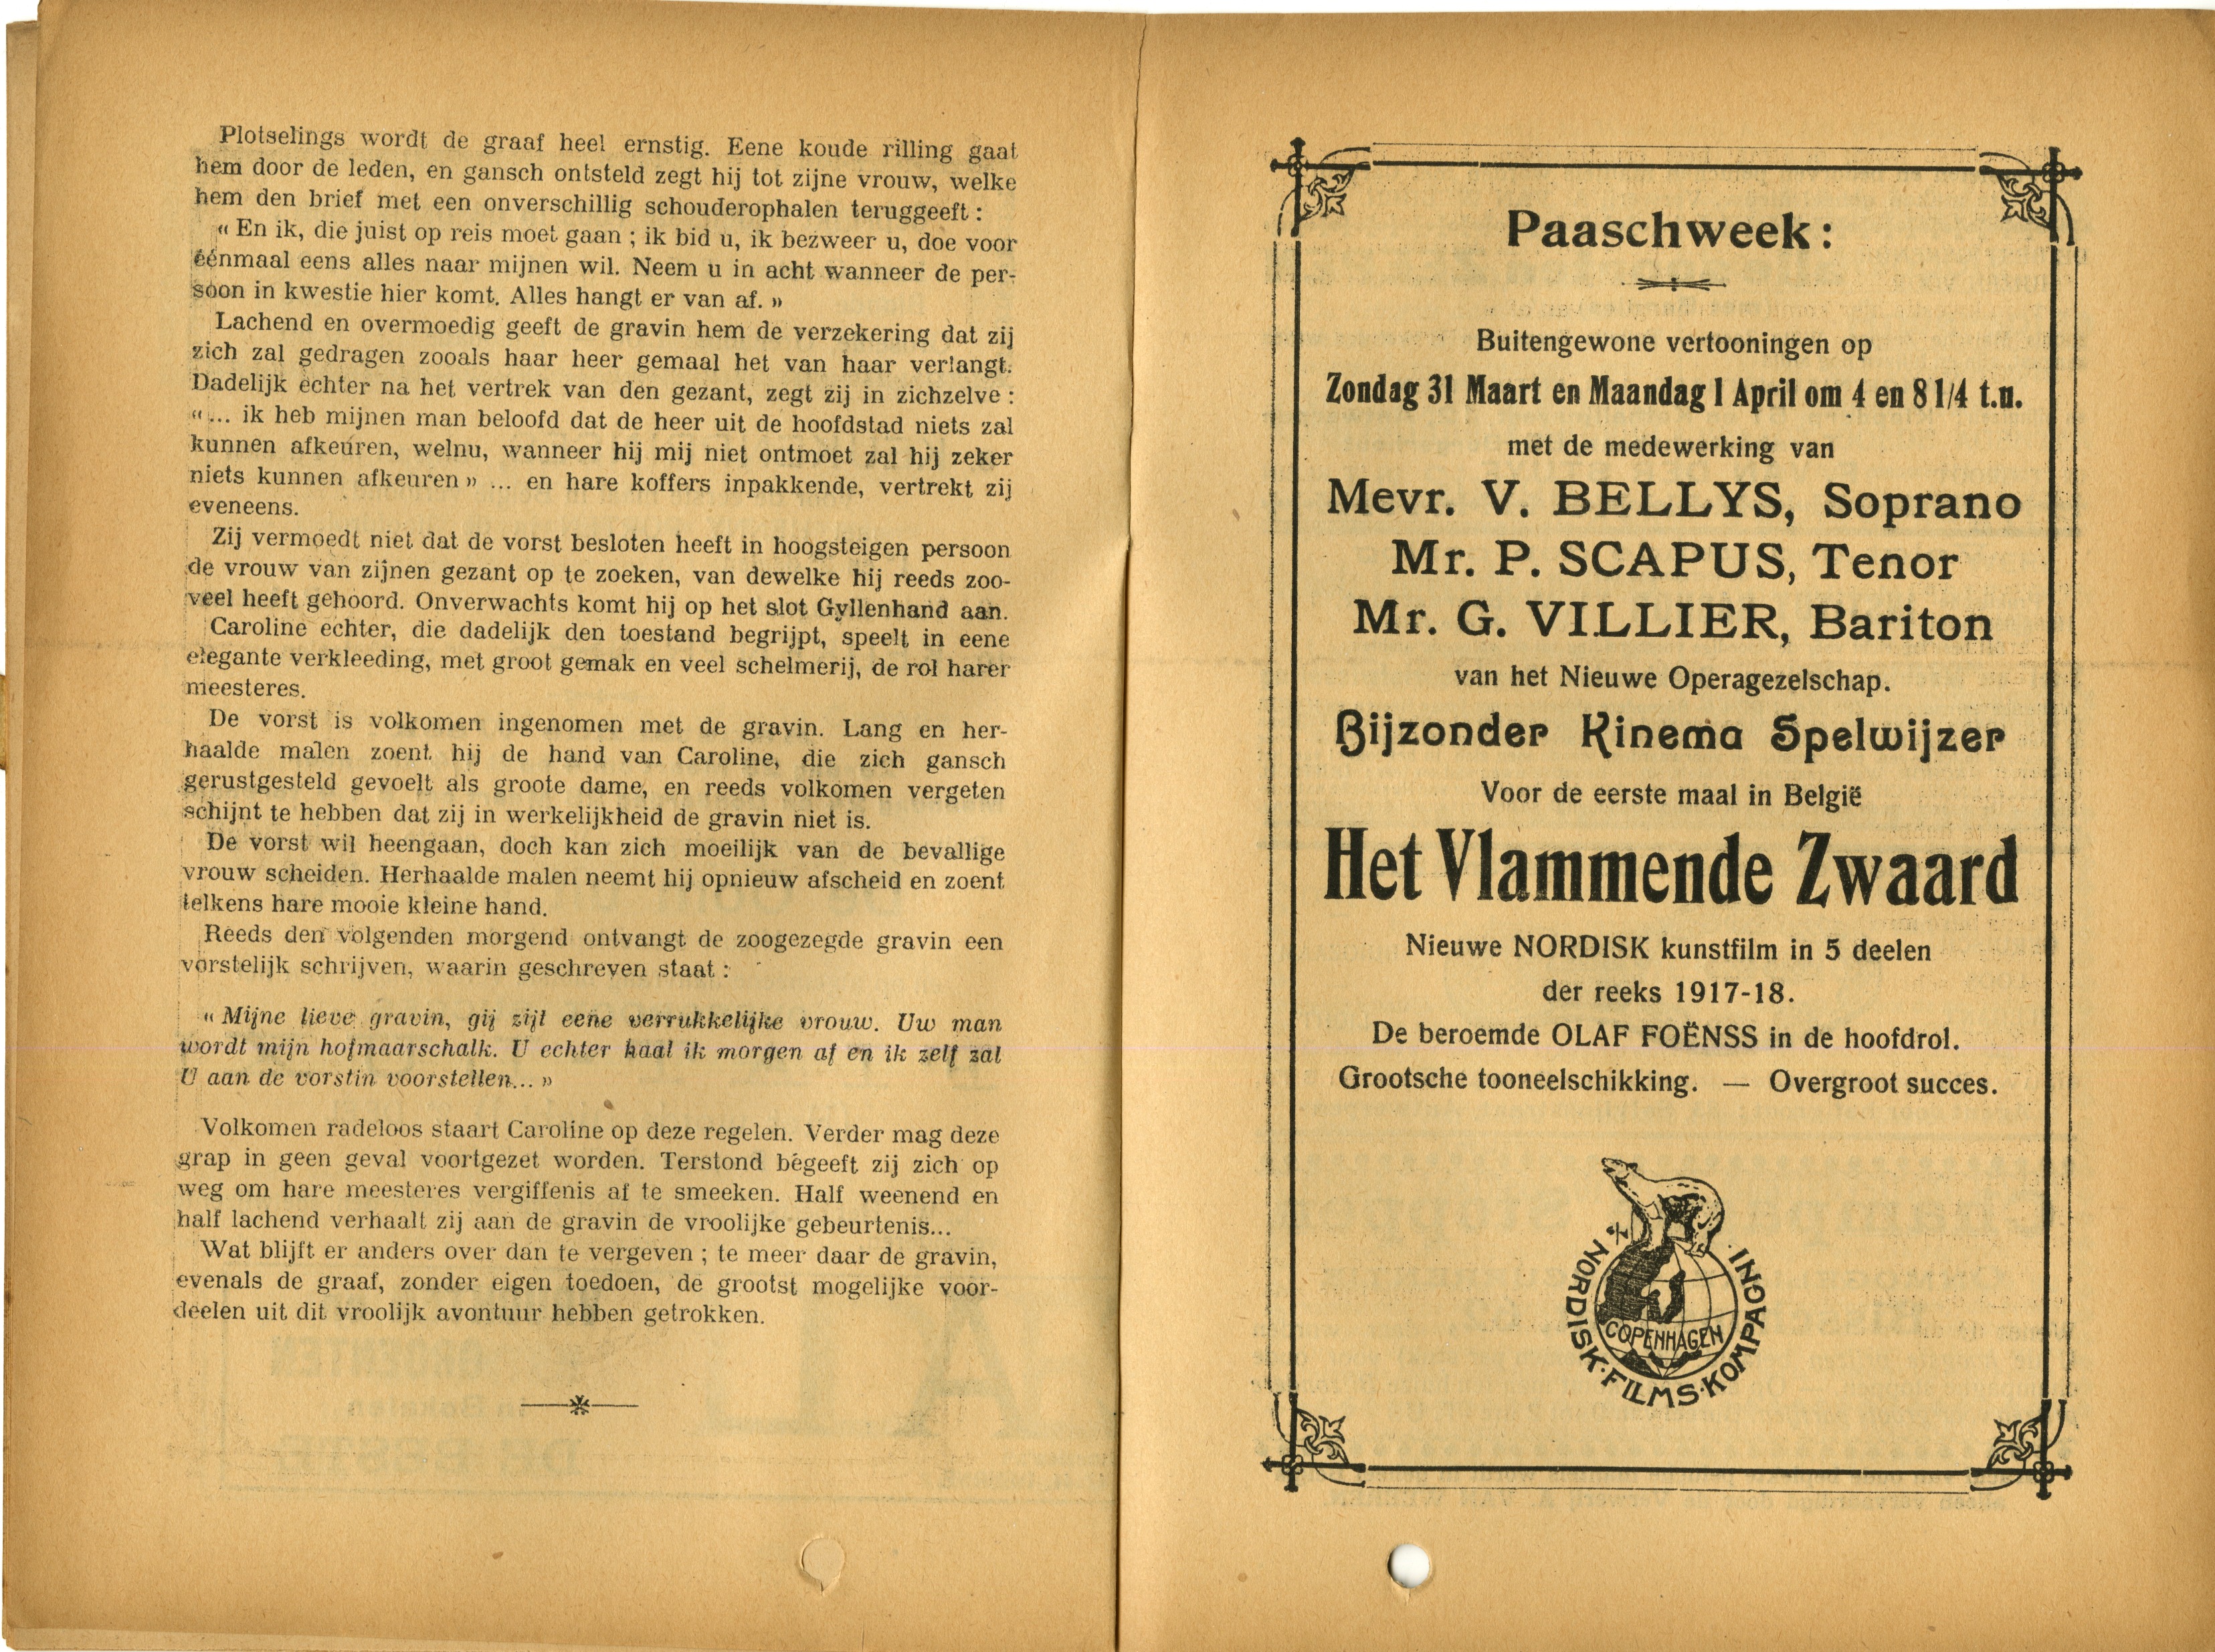 Plotselings wordt de graaf heel ernstig. Eene koude rilling gaat
hem door de leden, en gansch ontsteld zegt hij tot zijne vrouw, welke
hem den brief met een onverschillig schouderophalen teruggeeft :
« En ik, die juist op reis moet gaan ; ik bid u, ik bezweer u, doe voor
éénmaal eens alles naar mijnen wil. Neem u in acht wanneer de per-
soon in kwestie hier komt. Alles hangt er van af. »
Lachend en overmoedig geeft de gravin hem de verzekering dat zij
zich zal gedragen zooals haar heer gemaal het van haar verlangt.
Dadelijk echter na het vertrek van den gezant, zegt zij in zichzelve :
« ... ik heb mijnen man beloofd dat de heer uit de hoofdstad niets zal
kunnen afkeuren, welnu, wanneer hij mij niet ontmoet zal hij zeker
niets kunnen afkeuren » ... en hare koffers inpakkende, vertrekt zij
eveneens.
Zij vermoedt niet dat de vorst besloten heeft in hoogsteigen persoon
de vrouw van zijnen gezant op te zoeken, van dewelke hij reeds zoo-
veel heeft gehoord. Onverwachts komt hij op het slot Gyllenhand aan.
Caroline echter, die dadelijk den toestand begrijpt, speelt in eene
elegante verkleeding, met groot gemak en veel schelmerij, de rol harer
meesteres.
De vorst is volkomen ingenomen met de gravin. Lang en her-
haalde malen zoent hij de hand van Caroline, die zich gansch
gerustgesteld gevoelt als groote dame, en reeds volkomen vergeten
schijnt te hebben dat zij in werkelijkheid de gravin niet is.
De vorst wil heengaan, doch kan zich moeilijk van de bevallige
vrouw scheiden. Herhaalde malen neemt hij opnieuw afscheid en zoent
telkens hare mooie kleine hand.
Reeds den volgenden morgend ontvangt de zoogezegde gravin een
vorstelijk schrijven, waarin geschreven staat :
« Mijne lieve gravin, gij zijt eene verrukkelijke vrouw. Uw man
wordt mijn hofmaarschalk. U echter haal ik morgen af en ik zelf zal
U aan de vorstin voorstellen... »
Volkomen radeloos staart Caroline op deze regelen. Verder mag deze
grap in geen geval voortgezet worden. Terstond begeeft zij zich op
weg om hare meesteres vergiffenis af te smeeken. Half weenend en
half lachend verhaalt zij aan de gravin de vroolijke gebeurtenis...
Wat blijft er anders over dan te vergeven ; te meer daar de gravin,
evenals de graaf, zonder eigen toedoen, de grootst mogelijke voor-
deelen uit dit vroolijk avontuur hebben getrokken.
Paaschweek :
Buitengewone vertooningen op
Zondag 31 Maart en Maandag 1 April om 4 en 8 1/4 t.u.
met de medewerking van
Mevr. V. BELLYS, Soprano
Mr. P. SCAPUS, Tenor
Mr. G. VILLIER, Bariton
van het Nieuwe Operagezelschap.
Bijzonder Kinema Spelwijzer
Voor de eerste maal in België
Het Vlammende Zwaard
Nieuwe NORDISK kunstfilm in 5 deelen
der reeks 1917-18.
De beroemde OLAF FOËNSS in de hoofdrol.
Grootsche tooneelschikking. — Overgroot succes.
NORDISK·FILMS·KOMPAGNI
COPENHAGEN